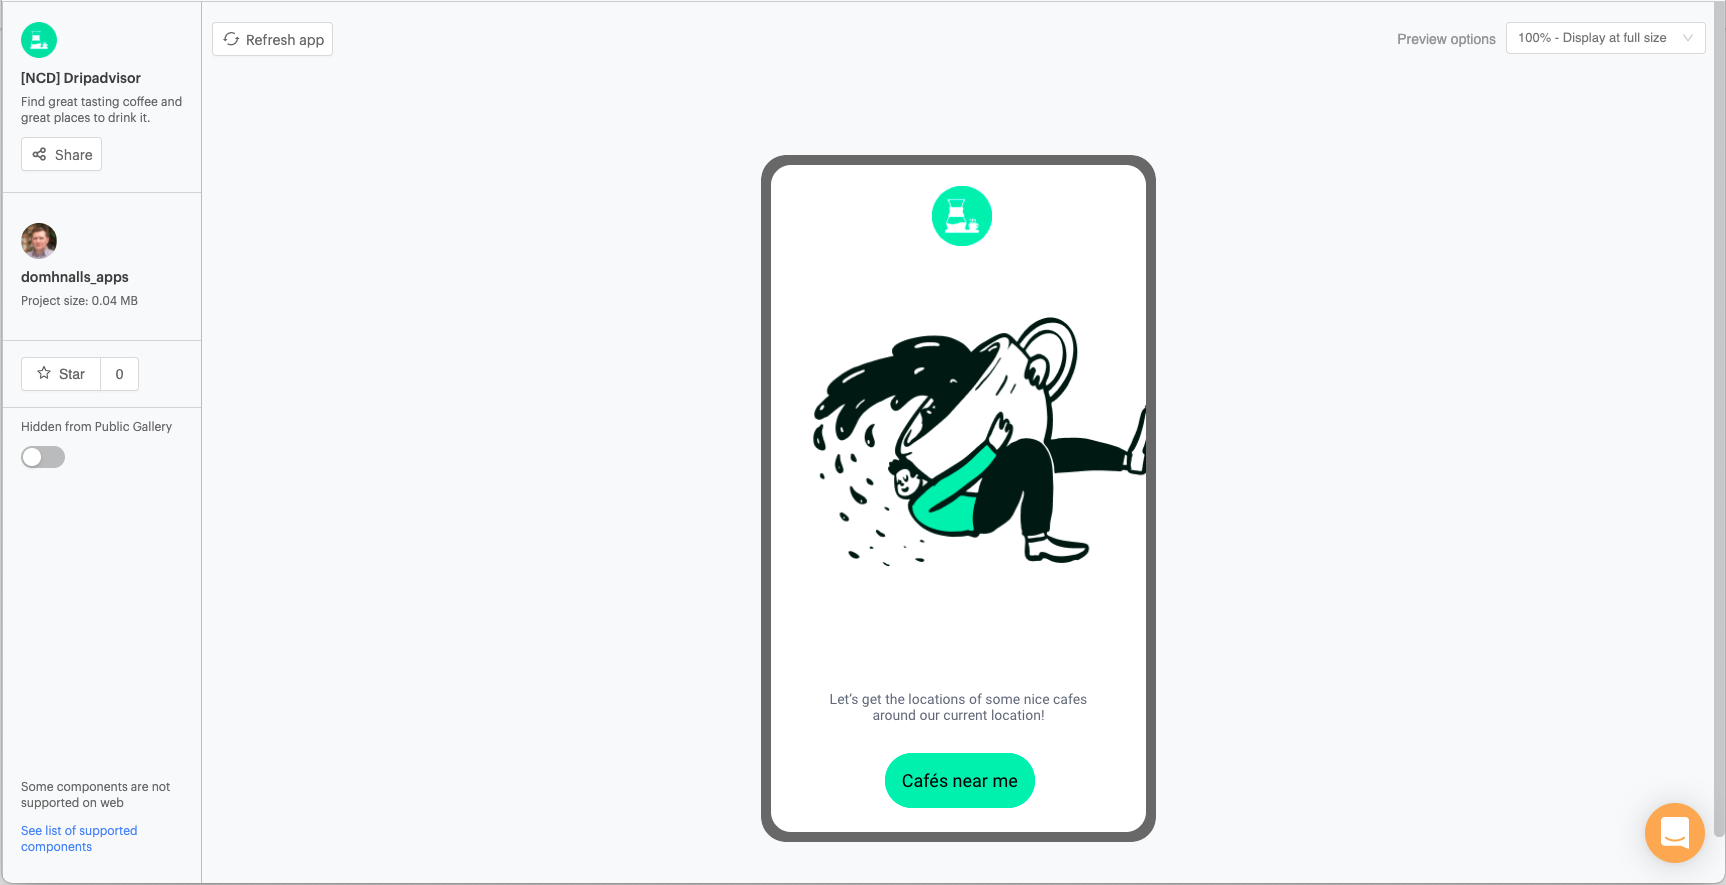 [NCD] Dripadvisor
Find great tasting coffee and
great places to drink it.
Share
domhnalls_apps
Project size: 0.04 MB
Star 0
Hidden from Public Gallery
Some components are not
supported on web
See list of supported
components
Refresh app
Preview options 100% - Display at full size
Let's get the locations of some nice cafes
around our current location!
Cafés near me